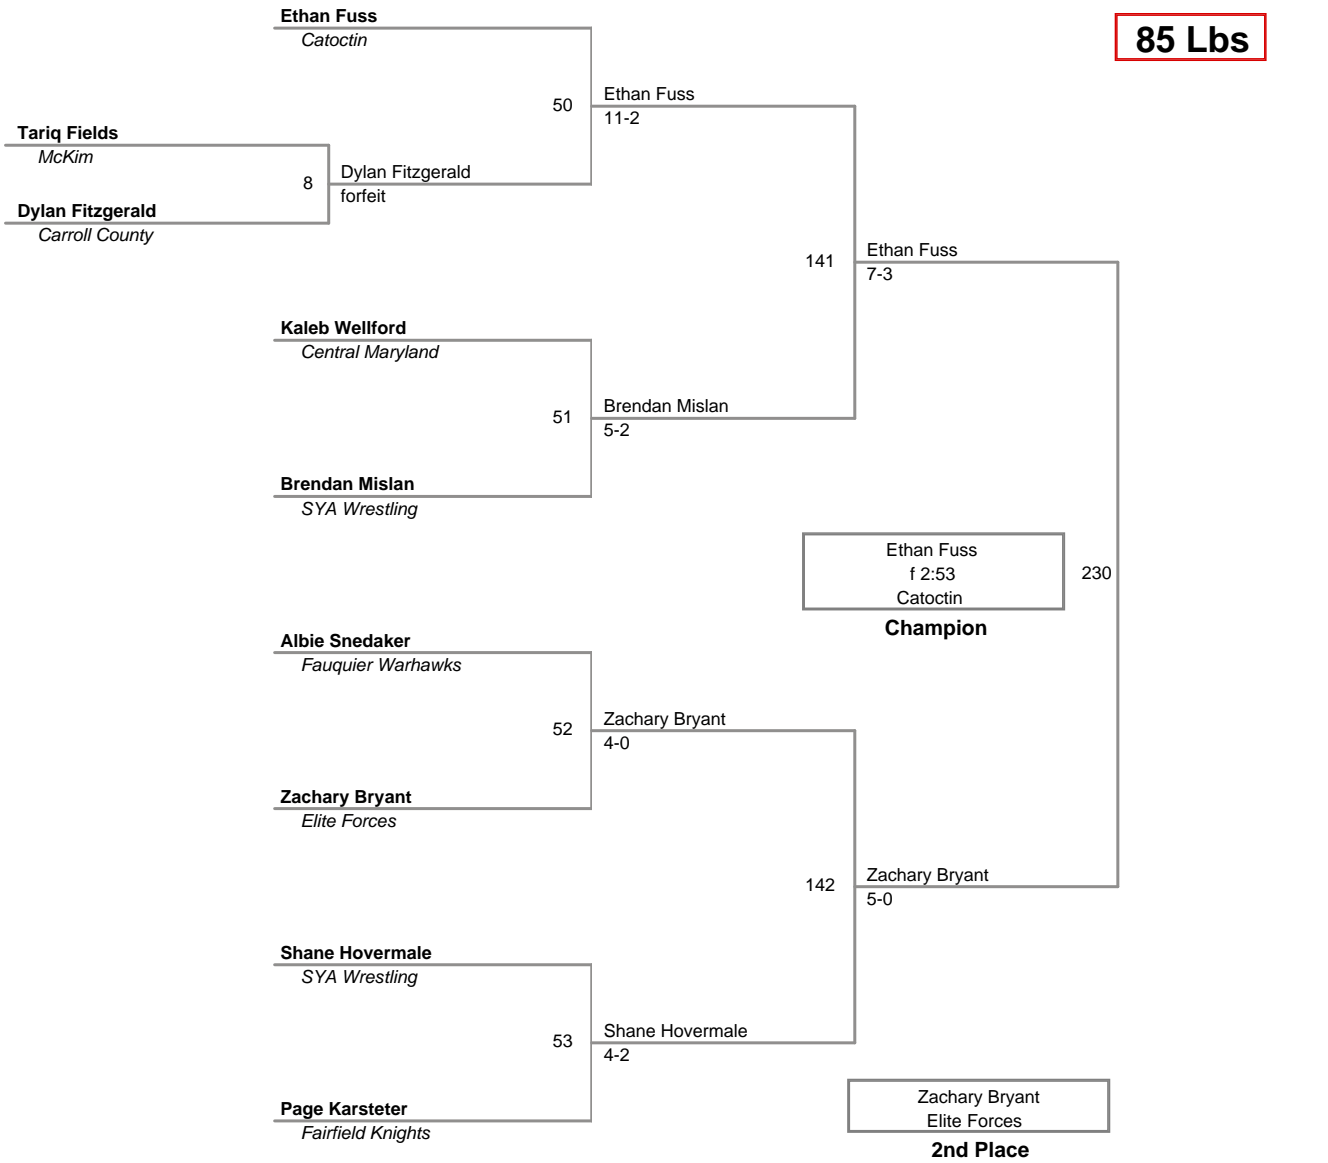 Ethan Fuss
Catoctin
85 Lbs
50
Ethan Fuss
11-2
Tariq Fields
McKim
8
Dylan Fitzgerald
forfeit
Dylan Fitzgerald
Carroll County
141
Ethan Fuss
7-3
Kaleb Wellford
Central Maryland
51
Brendan Mislan
5-2
Brendan Mislan
SYA Wrestling
Ethan Fuss
f 2:53
Catoctin
230
Champion
Albie Snedaker
Fauquier Warhawks
52
Zachary Bryant
4-0
Zachary Bryant
Elite Forces
142
Zachary Bryant
5-0
Shane Hovermale
SYA Wrestling
53
Shane Hovermale
4-2
Page Karsteter
Fairfield Knights
Zachary Bryant
Elite Forces
2nd Place